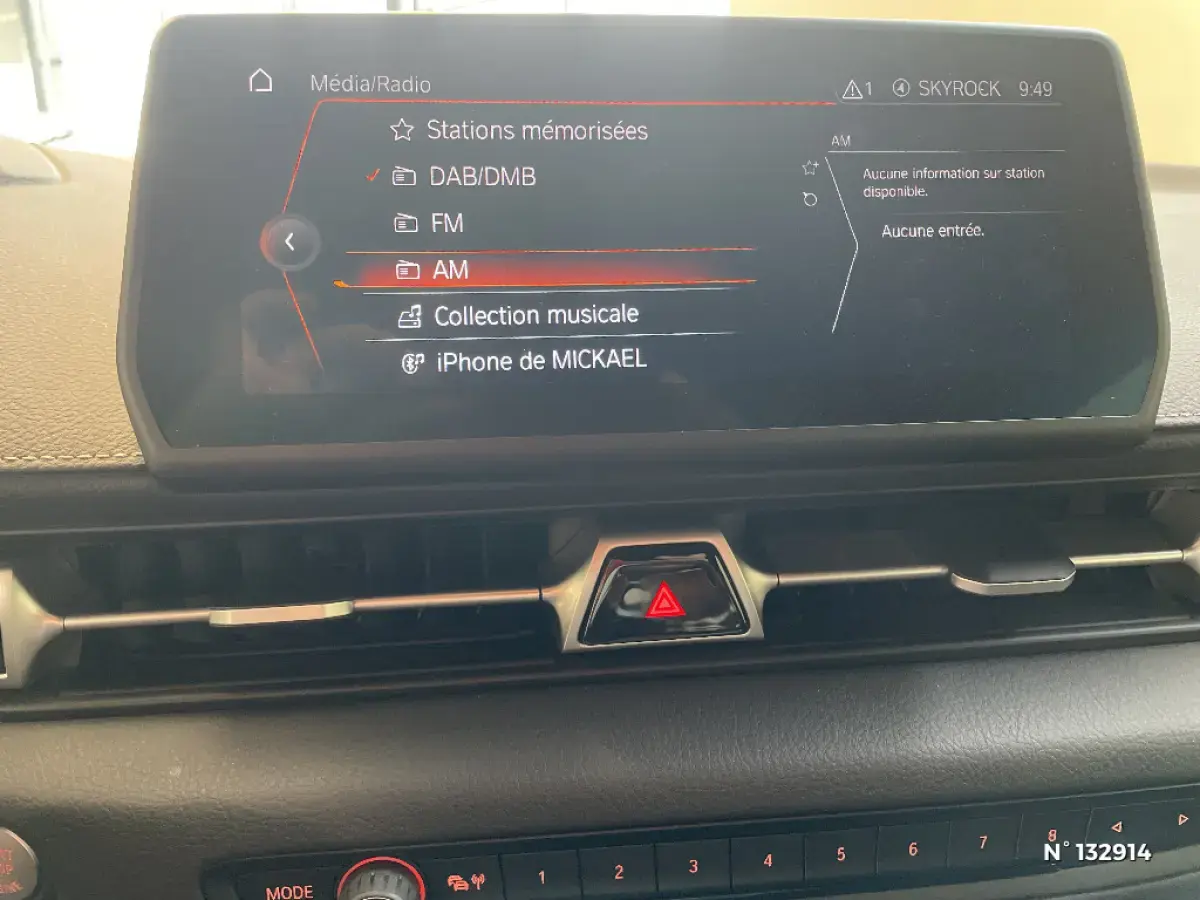 Média/Radio
1 SKYROCK 9:49
Stations mémorisées
DAB/DMB
FM
AM
Collection musicale
iPhone de MICKAEL
AM
Aucune information sur station
disponible.
Aucune entrée.
MODE
1 2 3 4 5 6 7 8
N° 132914